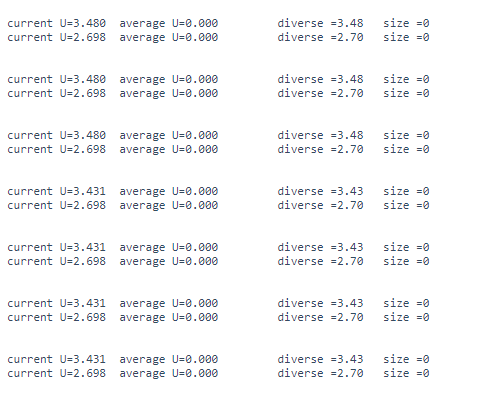 current U=3.480  average U=0.000         diverse =3.48   size =0
current U=2.698  average U=0.000         diverse =2.70   size =0
current U=3.480  average U=0.000         diverse =3.48   size =0
current U=2.698  average U=0.000         diverse =2.70   size =0
current U=3.480  average U=0.000         diverse =3.48   size =0
current U=2.698  average U=0.000         diverse =2.70   size =0
current U=3.431  average U=0.000         diverse =3.43   size =0
current U=2.698  average U=0.000         diverse =2.70   size =0
current U=3.431  average U=0.000         diverse =3.43   size =0
current U=2.698  average U=0.000         diverse =2.70   size =0
current U=3.431  average U=0.000         diverse =3.43   size =0
current U=2.698  average U=0.000         diverse =2.70   size =0
current U=3.431  average U=0.000         diverse =3.43   size =0
current U=2.698  average U=0.000         diverse =2.70   size =0